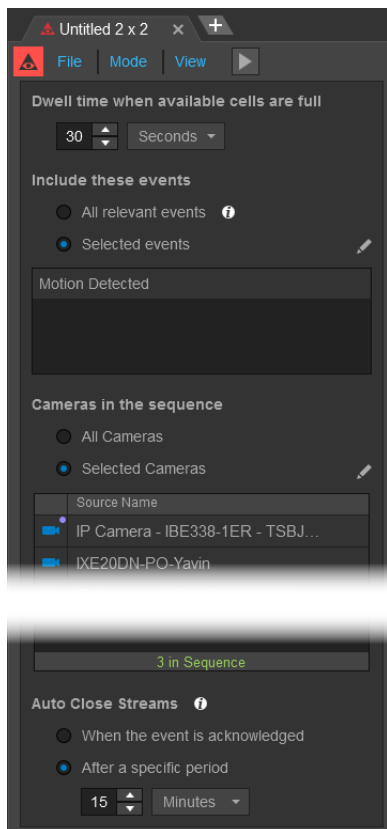 Untitled 2 x 2
File Mode View
Dwell time when available cells are full
30 Seconds
Include these events
All relevant events
Selected events
Motion Detected
Cameras in the sequence
All Cameras
Selected Cameras
Source Name
IP Camera - IBE338-1ER - TSBJ...
IXE20DN-PO-Yavin
3 in Sequence
Auto Close Streams
When the event is acknowledged
After a specific period
15 Minutes